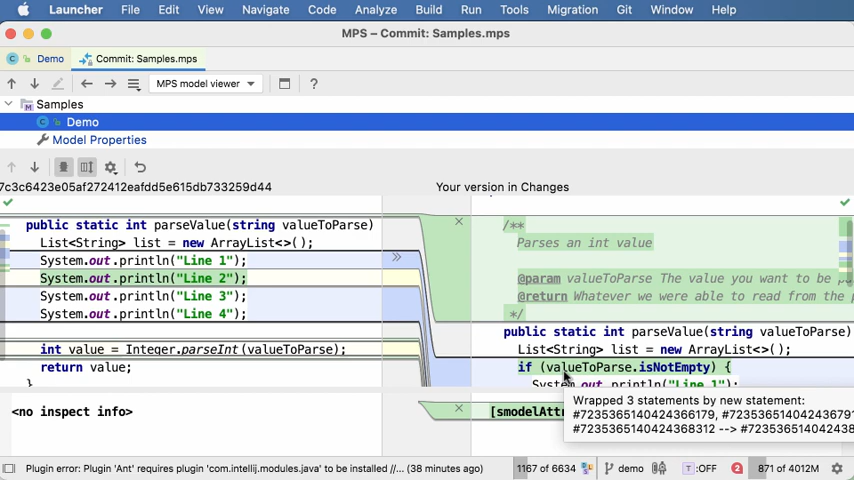 Launcher File Edit View Navigate Code Analyze Build Run Tools Migration Git Window Help
MPS – Commit: Samples.mps
Demo Commit: Samples.mps
MPS model viewer ?
Samples
Demo
Model Properties
7c3c6423e05af272412eafdd5e615db733259d44 Your version in Changes
public static int parseValue(string valueToParse)
List<String> list = new ArrayList<>();
System.out.println("Line 1");
System.out.println("Line 2");
System.out.println("Line 3");
System.out.println("Line 4");
int value = Integer.parseInt(valueToParse);
return value;
}
/**
Parses an int value
@param valueToParse The value you want to be
@return Whatever we were able to read from the
*/
public static int parseValue(string valueToParse)
List<String> list = new ArrayList<>();
if (valueToParse.isNotEmpty) {
System.out.println("Line 1");
<no inspect info>
[smodelAttr
Wrapped 3 statements by new statement:
#7235365140424366179, #723536514042436791
#7235365140424368312 --> #72353651404243 8
Plugin error: Plugin 'Ant' requires plugin 'com.intellij.modules.java' to be installed //... (38 minutes ago) 1167 of 6634 demo T :OFF 2 871 of 4012M